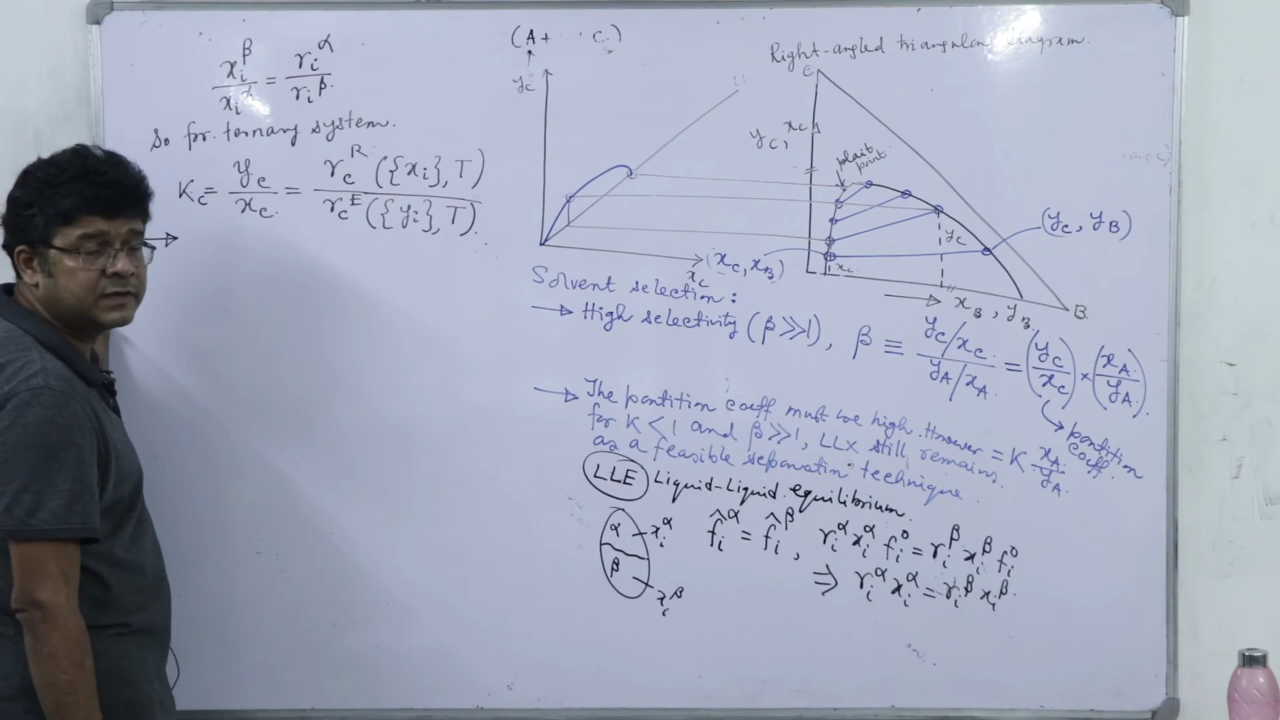 x_i^β / x_i^α = γ_i^α / γ_i^β
So for ternary system.
K_C = y_C / x_C = γ_C^R ({x_i}, T) / γ_C^E ({y_i}, T)
→
(A+ C)
↑
y_C
x_C
Right-angled triangular diagram.
C
y_C, x_C
plait point
y_C
(y_C, y_B)
(x_C, x_B)
x_C
→ x_B, y_B
B
Solvent selection:
→ High selectivity (β≫1), β ≡ (y_C/x_C) / (y_A/x_A) = (y_C/x_C) × (x_A/y_A).
partition coeff.
= K x_A/y_A.
→ The partition coeff must be high. However
for K<1 and β≫1, LLX still remains
as a feasible separation technique.
LLE Liquid-Liquid equilibrium.
α x_i^α
β x_i^β
f̂_i^α = f̂_i^β, γ_i^α x_i^α f_i^o = γ_i^β x_i^β f_i^o
⇒ γ_i^α x_i^α = γ_i^β x_i^β.